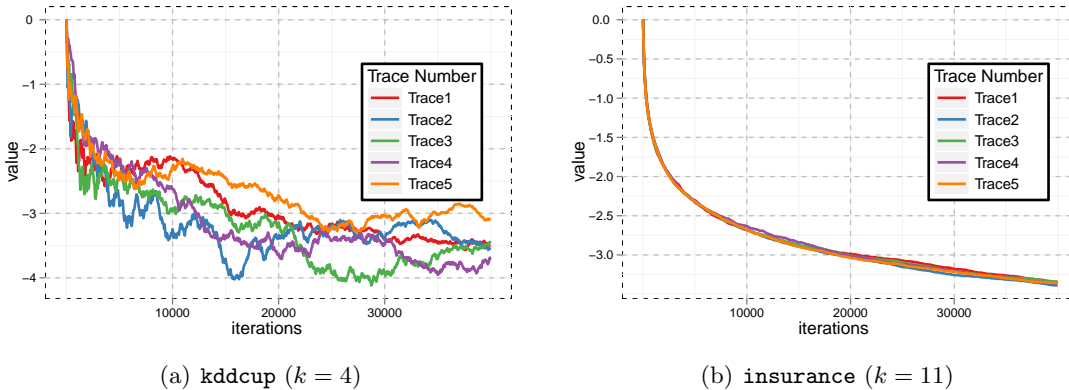 0
−1
−2
−3
−4
value
10000 20000 30000
iterations
Trace Number
Trace1
Trace2
Trace3
Trace4
Trace5
(a) kddcup (k = 4)
0.0
−0.5
−1.0
−1.5
−2.0
−2.5
−3.0
value
10000 20000 30000
iterations
Trace Number
Trace1
Trace2
Trace3
Trace4
Trace5
(b) insurance (k = 11)